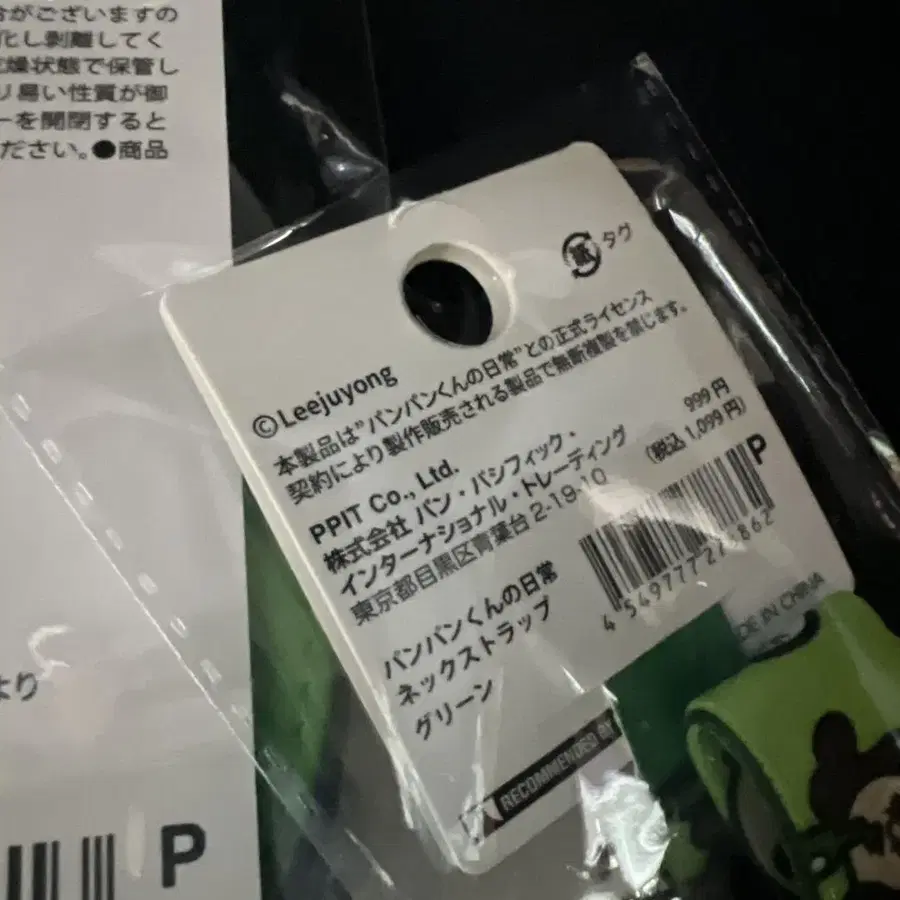 がございますの
化し剥離してく
燥状態で保管し
り易い性質が御
ーを開閉すると
ださい。●商品
より
P
紙 タグ
©Leejuyong
本製品は"パンパンくんの日常"との正式ライセンス
契約により製作販売される製品で無断複製を禁じます。
PPIT Co., Ltd.
株式会社 パン・パシフィック・
インターナショナル・トレーディング
東京都目黒区青葉台 2-19-10
999 円
(税込 1,099 円)
P
パンパンくんの日常
ネックストラップ
グリーン
DE IN CHINA
RECOMMENDED BY